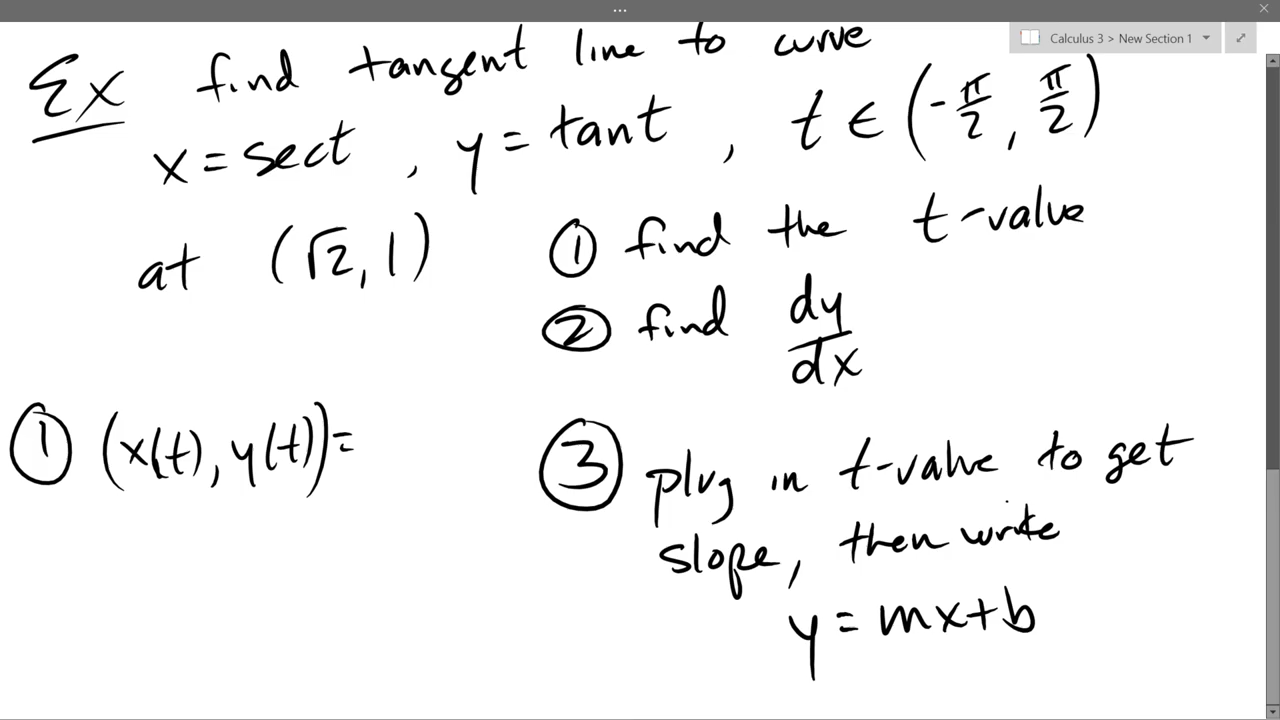 ...
Calculus 3 > New Section 1
Ex find tangent line to curve
x = sect , y = tant , t ∈ (-π/2, π/2)
at (√2, 1)
① find the t-value
② find dy/dx
① (x(t), y(t)) =
③ plug in t-value to get
slope, then write
y = mx+b